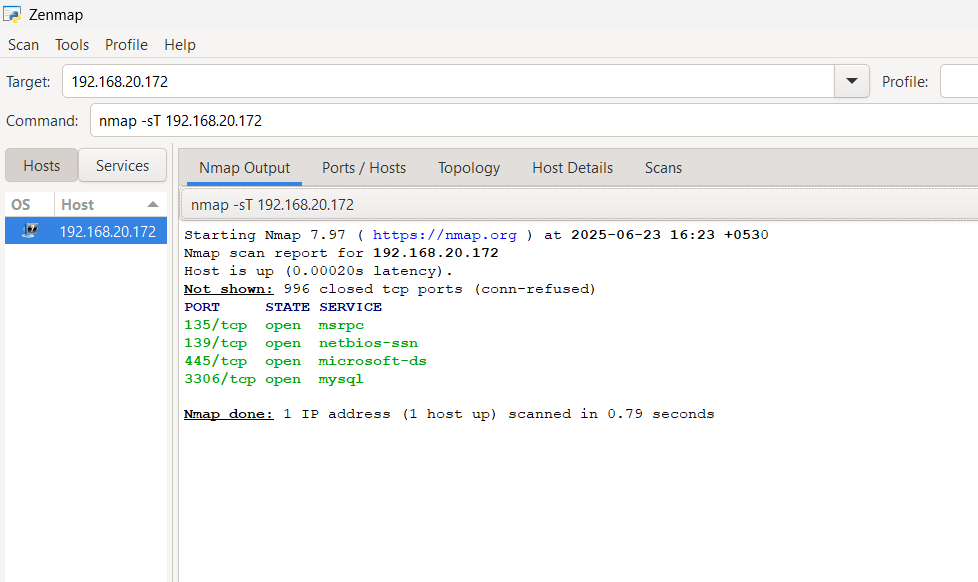 Zenmap
Scan Tools Profile Help
Target: 192.168.20.172 Profile:
Command: nmap -sT 192.168.20.172
Hosts Services
Nmap Output Ports / Hosts Topology Host Details Scans
OS Host
192.168.20.172
nmap -sT 192.168.20.172
Starting Nmap 7.97 ( https://nmap.org ) at 2025-06-23 16:23 +0530
Nmap scan report for 192.168.20.172
Host is up (0.00020s latency).
Not shown: 996 closed tcp ports (conn-refused)
PORT STATE SERVICE
135/tcp open msrpc
139/tcp open netbios-ssn
445/tcp open microsoft-ds
3306/tcp open mysql
Nmap done: 1 IP address (1 host up) scanned in 0.79 seconds